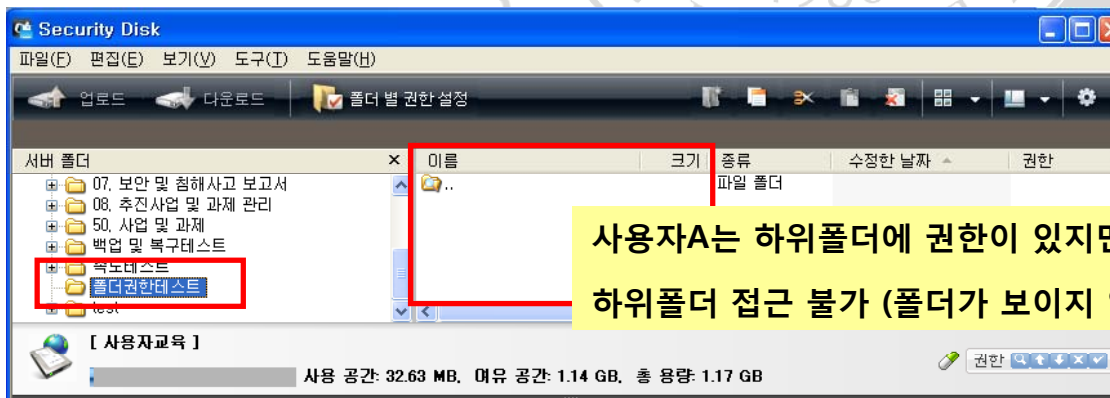 Security Disk
파일(F) 편집(E) 보기(V) 도구(T) 도움말(H)
업로드 다운로드 폴더 별 권한 설정
서버 폴더 × 이름 크기 종류 수정한 날짜 권한
07. 보안 및 침해사고 보고서 .. 파일 폴더
08. 추진사업 및 과제 관리
50. 사업 및 과제
백업 및 복구테스트
속도테스트
폴더권한테스트
test
사용자A는 하위폴더에 권한이 있지만
하위폴더 접근 불가 (폴더가 보이지
[ 사용자교육 ]
권한
사용 공간: 32.63 MB, 여유 공간: 1.14 GB, 총 용량: 1.17 GB